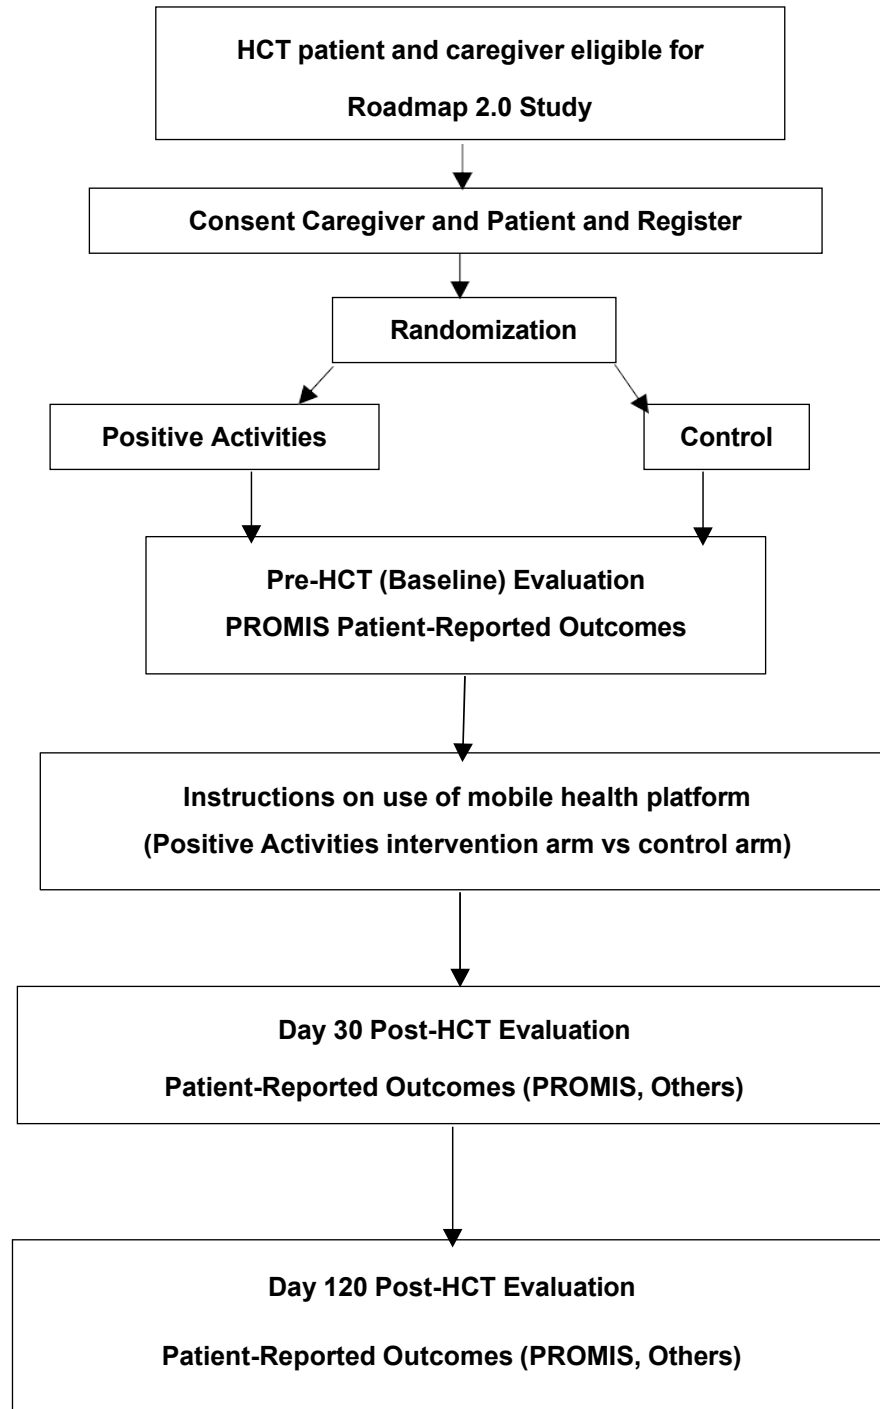 HCT patient and caregiver eligible for
Roadmap 2.0 Study
Consent Caregiver and Patient and Register
Randomization
Positive Activities
Control
Pre-HCT (Baseline) Evaluation
PROMIS Patient-Reported Outcomes
Instructions on use of mobile health platform
(Positive Activities intervention arm vs control arm)
Day 30 Post-HCT Evaluation
Patient-Reported Outcomes (PROMIS, Others)
Day 120 Post-HCT Evaluation
Patient-Reported Outcomes (PROMIS, Others)